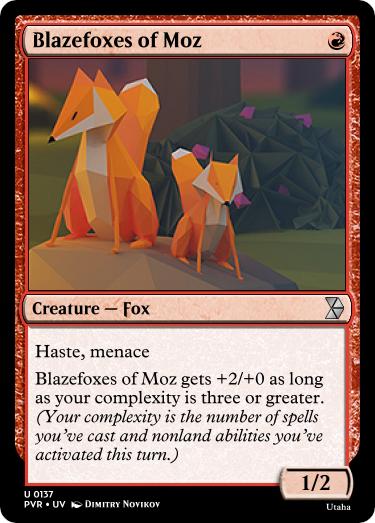 Blazefoxes of Moz
Creature — Fox
Haste, menace
Blazefoxes of Moz gets +2/+0 as long
as your complexity is three or greater.
(Your complexity is the number of spells
you've cast and nonland abilities you've
activated this turn.)
1/2
U 0137
PVR • UV Dimitry Novikov
Utaha